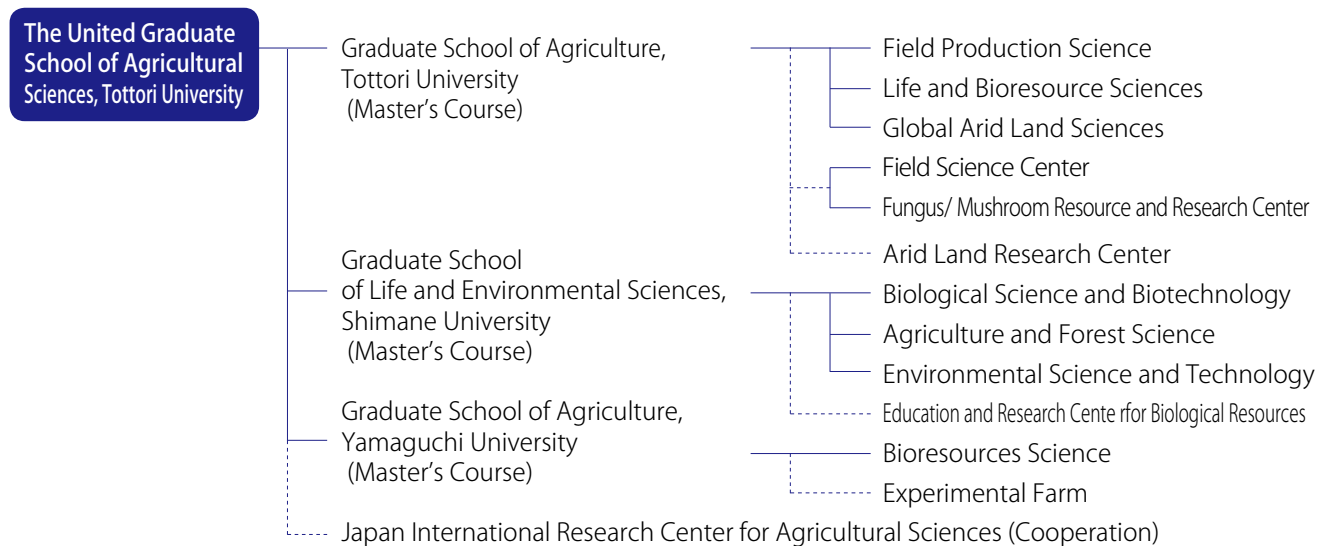 The United Graduate
School of Agricultural
Sciences, Tottori University
Graduate School of Agriculture,
Tottori University
(Master's Course)
Field Production Science
Life and Bioresource Sciences
Global Arid Land Sciences
Field Science Center
Fungus/ Mushroom Resource and Research Center
Arid Land Research Center
Graduate School
of Life and Environmental Sciences,
Shimane University
(Master's Course)
Biological Science and Biotechnology
Agriculture and Forest Science
Environmental Science and Technology
Education and Research Cente rfor Biological Resources
Graduate School of Agriculture,
Yamaguchi University
(Master's Course)
Bioresources Science
Experimental Farm
Japan International Research Center for Agricultural Sciences (Cooperation)